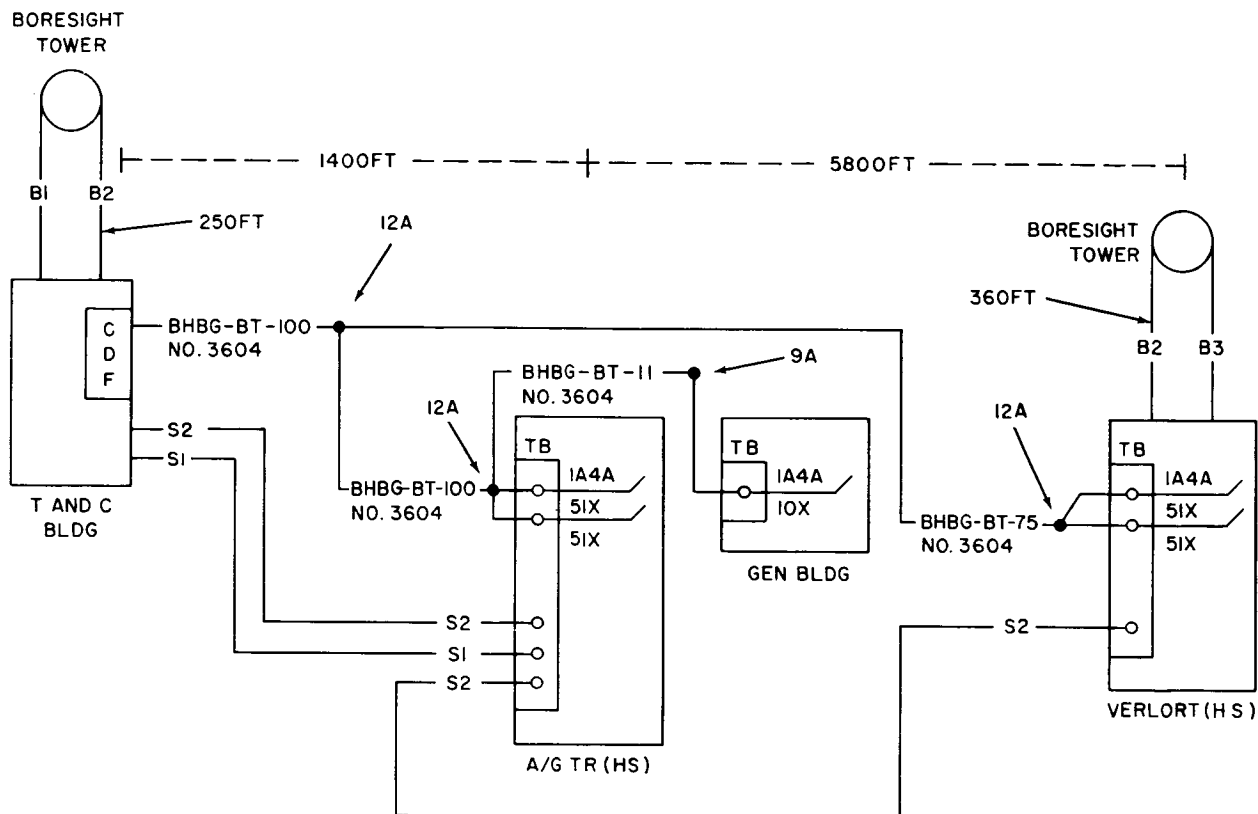 BORESIGHT
TOWER
1400FT
5800FT
B1
B2
250FT
12A
BORESIGHT
TOWER
360FT
B2
B3
C
D
F
BHBG-BT-100
NO. 3604
BHBG-BT-11
NO. 3604
9A
12A
12A
S2
S1
T AND C
BLDG
BHBG-BT-100
NO. 3604
TB
1A4A
51X
51X
S2
S1
S2
A/G TR (HS)
TB
1A4A
10X
GEN BLDG
BHBG-BT-75
NO. 3604
TB
1A4A
51X
51X
S2
VERLORT (HS)